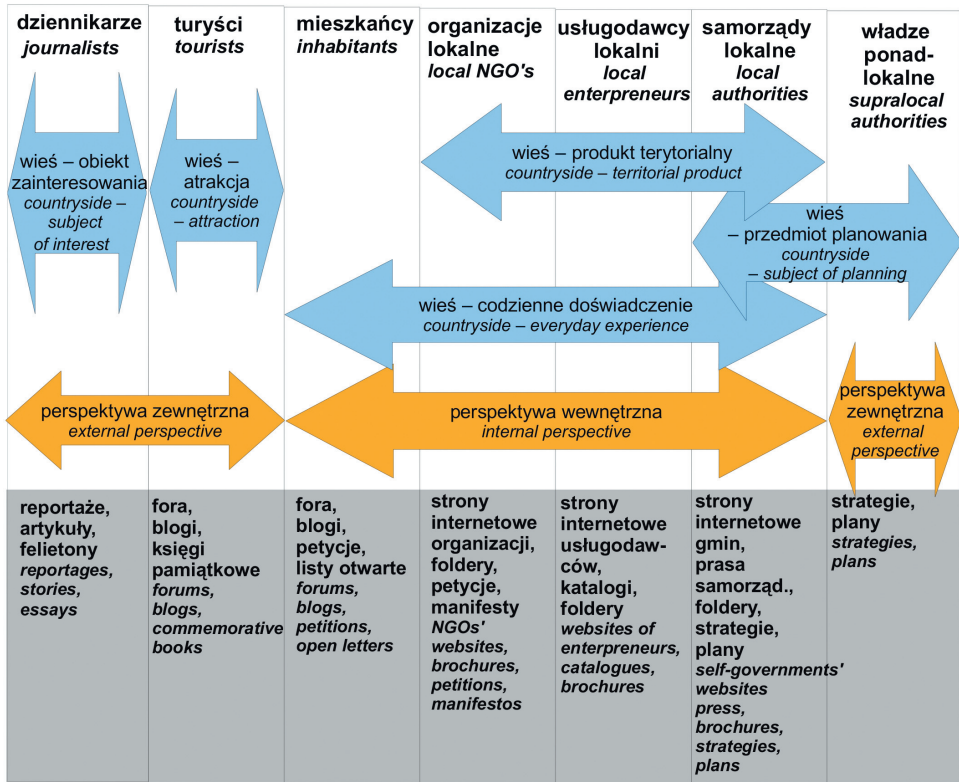 dziennikarze
journalists
turyści
tourists
mieszkańcy
inhabitants
organizacje
lokalne
local NGO's
usługodawcy
lokalni
local
enterpreneurs
samorządy
lokalne
local
authorities
władze
ponad-
lokalne
supralocal
authorities
wieś – obiekt
zainteresowania
countryside –
subject
of interest
wieś –
atrakcja
countryside
– attraction
wieś – produkt terytorialny
countryside – territorial product
wieś
– przedmiot planowania
countryside
– subject of planning
wieś – codzienne doświadczenie
countryside – everyday experience
perspektywa zewnętrzna
external perspective
perspektywa wewnętrzna
internal perspective
perspektywa
zewnętrzna
external
perspective
reportaże,
artykuły,
felietony
reportages,
stories,
essays
fora,
blogi,
księgi
pamiątkowe
forums,
blogs,
commemorative
books
fora,
blogi,
petycje,
listy otwarte
forums,
blogs,
petitions,
open letters
strony
internetowe
organizacji,
foldery,
petycje,
manifesty
NGOs'
websites,
brochures,
petitions,
manifestos
strony
internetowe
usługodaw-
ców,
katalogi,
foldery
websites of
enterpreneurs,
catalogues,
brochures
strony
internetowe
gmin,
prasa
samorząd.,
foldery,
strategie,
plany
self-governments'
websites
press,
brochures,
strategies,
plans
strategie,
plany
strategies,
plans